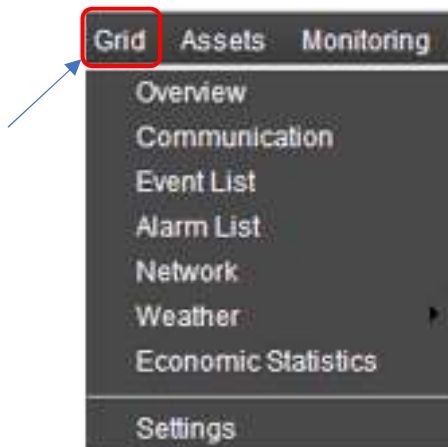 Grid Assets Monitoring
Overview
Communication
Event List
Alarm List
Network
Weather
Economic Statistics
Settings